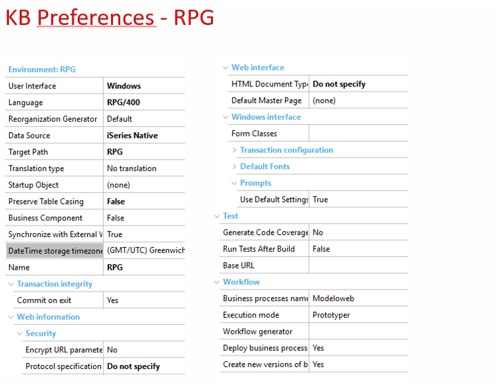 KB Preferences - RPG
Environment: RPG
User Interface Windows
Language RPG/400
Reorganization Generator Default
Data Source iSeries Native
Target Path RPG
Translation type No translation
Startup Object (none)
Preserve Table Casing False
Business Component False
Synchronize with External V True
DateTime storage timezone (GMT/UTC) Greenwich
Name RPG
Transaction integrity
Commit on exit Yes
Web information
Security
Encrypt URL paramete No
Protocol specification Do not specify
Web interface
HTML Document Type Do not specify
Default Master Page (none)
Windows interface
Form Classes
Transaction configuration
Default Fonts
Prompts
Use Default Settings True
Test
Generate Code Coverage No
Run Tests After Build False
Base URL
Workflow
Business processes name Modeloweb
Execution mode Prototyper
Workflow generator
Deploy business process Yes
Create new versions of b Yes